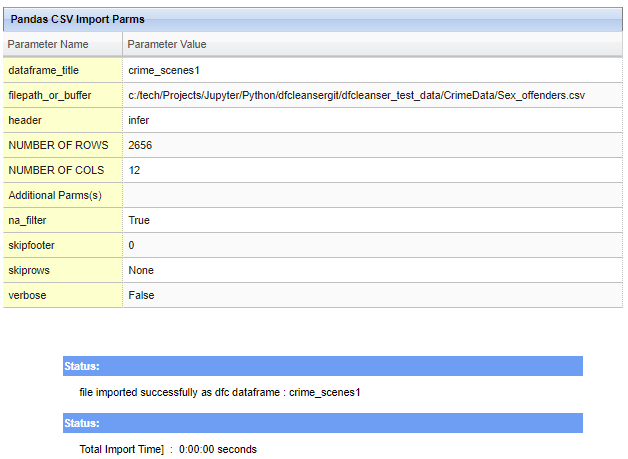 Pandas CSV Import Parms
Parameter Name Parameter Value
dataframe_title crime_scenes1
filepath_or_buffer c:/tech/Projects/Jupyter/Python/dfcleansergit/dfcleanser_test_data/CrimeData/Sex_offenders.csv
header infer
NUMBER OF ROWS 2656
NUMBER OF COLS 12
Additional Parms(s)
na_filter True
skipfooter 0
skiprows None
verbose False
Status:
file imported successfully as dfc dataframe : crime_scenes1
Status:
Total Import Time] : 0:00:00 seconds